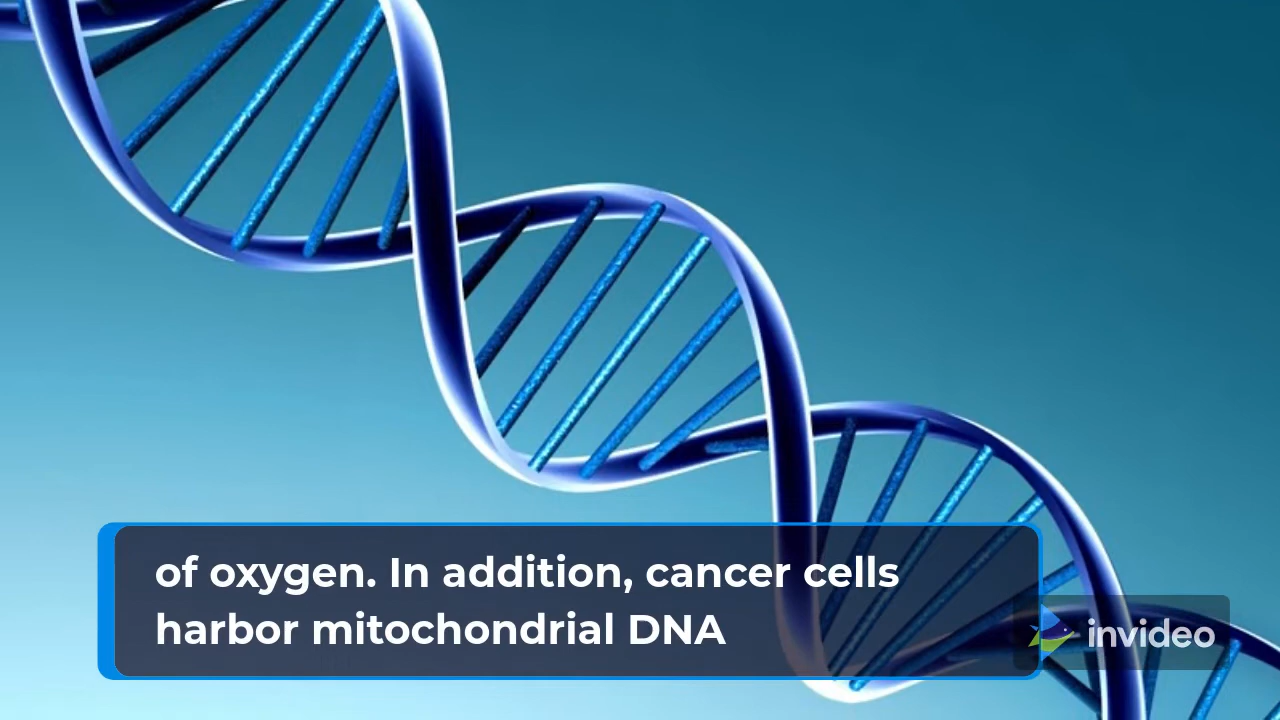 of oxygen. In addition, cancer cells
harbor mitochondrial DNA
invideo